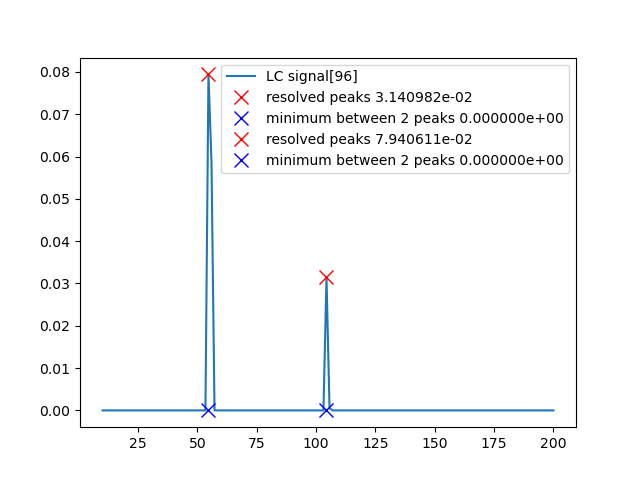 LC signal[96]
resolved peaks 3.140982e-02
minimum between 2 peaks 0.000000e+00
resolved peaks 7.940611e-02
minimum between 2 peaks 0.000000e+00
0.08
0.07
0.06
0.05
0.04
0.03
0.02
0.01
0.00
25 50 75 100 125 150 175 200